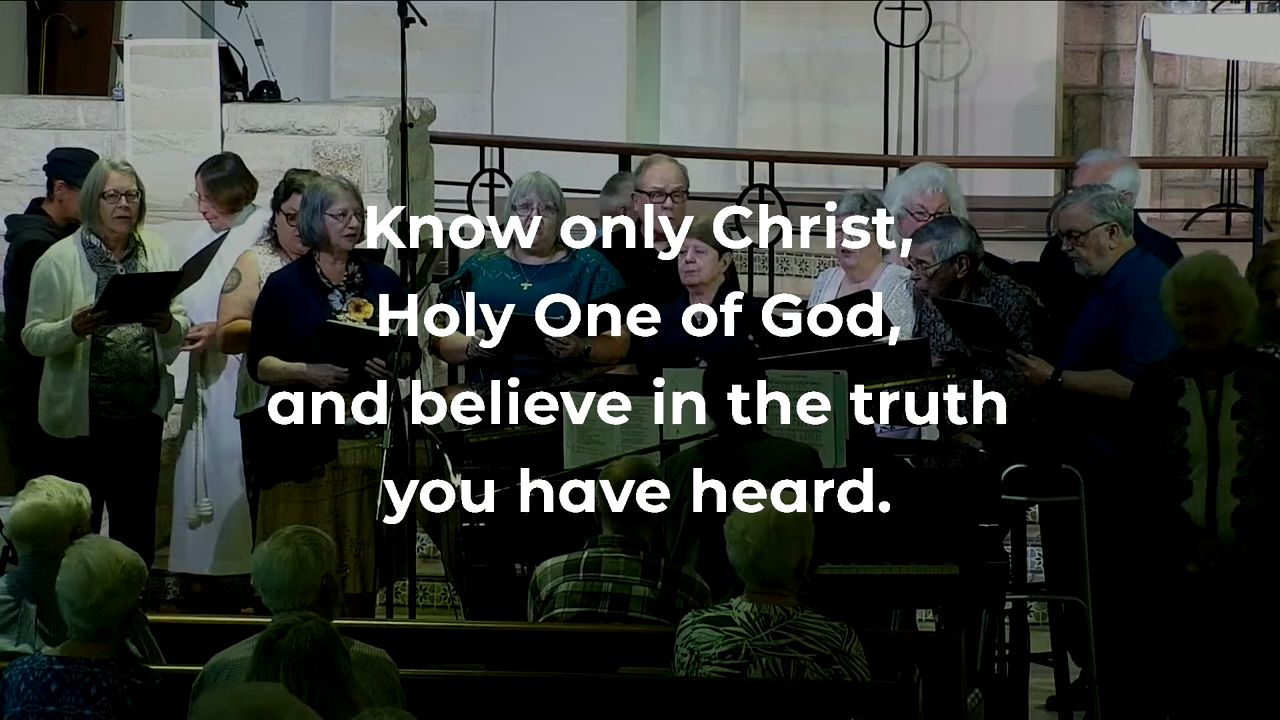 Know only Christ,
Holy One of God,
and believe in the truth
you have heard.